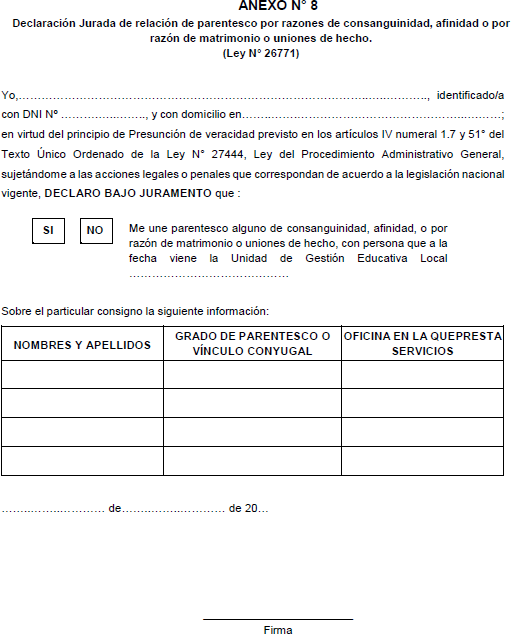 ANEXO N° 8
Declaración Jurada de relación de parentesco por razones de consanguinidad, afinidad o por
razón de matrimonio o uniones de hecho.
(Ley N° 26771)
Yo,……………………………………………………………………………..…..…………., identificado/a
con DNI Nº …………..…….., y con domicilio en……..……………………………………………………;
en virtud del principio de Presunción de veracidad previsto en los artículos IV numeral 1.7 y 51° del
Texto Único Ordenado de la Ley N° 27444, Ley del Procedimiento Administrativo General,
sujetándome a las acciones legales o penales que correspondan de acuerdo a la legislación nacional
vigente, DECLARO BAJO JURAMENTO que :
SI NO Me une parentesco alguno de consanguinidad, afinidad, o por
razón de matrimonio o uniones de hecho, con persona que a la
fecha viene la Unidad de Gestión Educativa Local
……………………………………
Sobre el particular consigno la siguiente información:
NOMBRES Y APELLIDOS
GRADO DE PARENTESCO O
VÍNCULO CONYUGAL
OFICINA EN LA QUEPRESTA
SERVICIOS
……..……..………… de……..……..………… de 20…
Firma